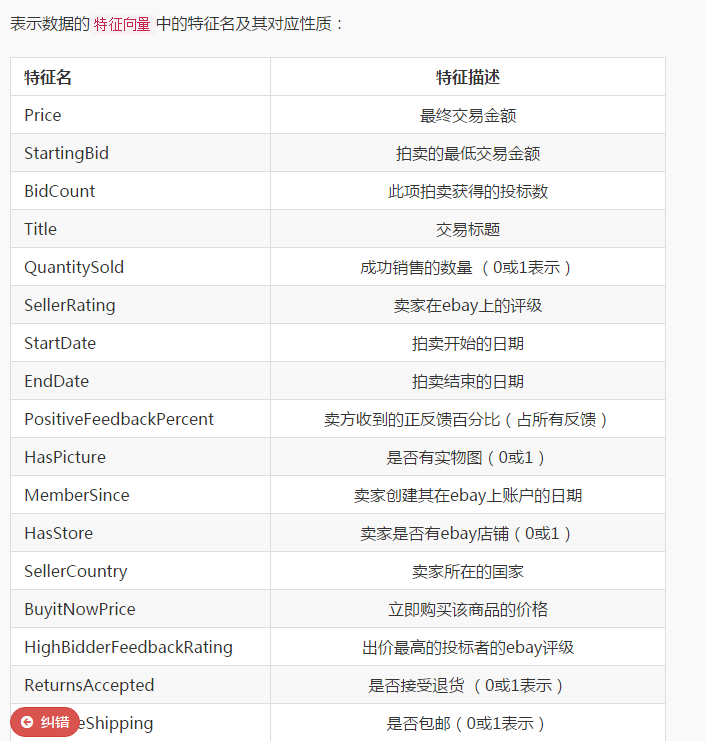 表示数据的 特征向量 中的特征名及其对应性质：
特征名 特征描述
Price 最终交易金额
StartingBid 拍卖的最低交易金额
BidCount 此项拍卖获得的投标数
Title 交易标题
QuantitySold 成功销售的数量 （ 0或1表示 ）
SellerRating 卖家在ebay上的评级
StartDate 拍卖开始的日期
EndDate 拍卖结束的日期
PositiveFeedbackPercent 卖方收到的正反馈百分比（ 占所有反馈 ）
HasPicture 是否有实物图（ 0或1 ）
MemberSince 卖家创建其在ebay上账户的日期
HasStore 卖家是否有ebay店铺（ 0或1 ）
SellerCountry 卖家所在的国家
BuyitNowPrice 立即购买该商品的价格
HighBidderFeedbackRating 出价最高的投标者的ebay评级
ReturnsAccepted 是否接受退货 （ 0或1表示 ）
纠错 eShipping 是否包邮（ 0或1表示 ）